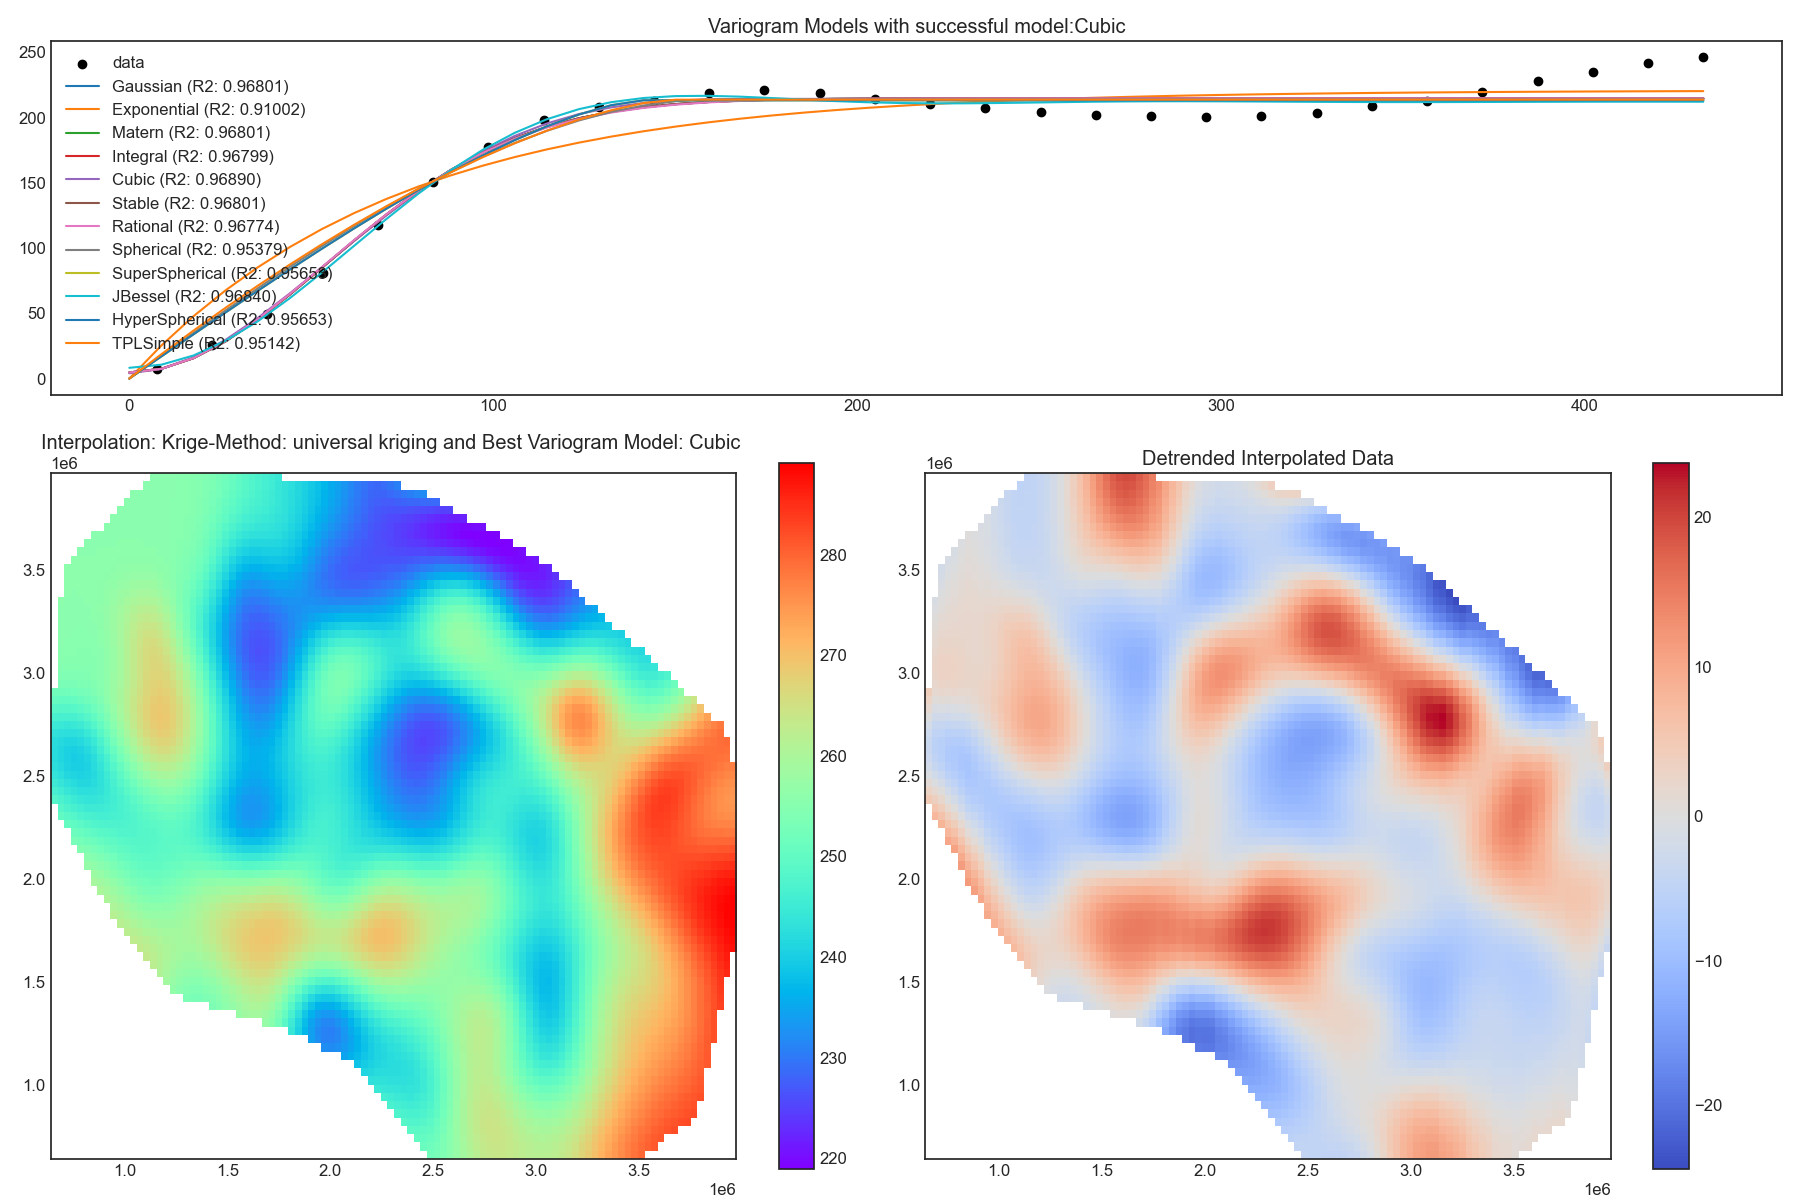 Variogram Models with successful model:Cubic
250
200
150
100
50
0
data
Gaussian (R2: 0.96801)
Exponential (R2: 0.91002)
Matern (R2: 0.96801)
Integral (R2: 0.96799)
Cubic (R2: 0.96890)
Stable (R2: 0.96801)
Rational (R2: 0.96774)
Spherical (R2: 0.95379)
SuperSpherical (R2: 0.95653)
JBessel (R2: 0.96840)
HyperSpherical (R2: 0.95653)
TPLSimple (R2: 0.95142)
0 100 200 300 400
Interpolation: Krige-Method: universal kriging and Best Variogram Model: Cubic
1e6
3.5
3.0
2.5
2.0
1.5
1.0
1.0 1.5 2.0 2.5 3.0 3.5
1e6
280
270
260
250
240
230
220
Detrended Interpolated Data
1e6
3.5
3.0
2.5
2.0
1.5
1.0
1.0 1.5 2.0 2.5 3.0 3.5
1e6
20
10
0
−10
−20